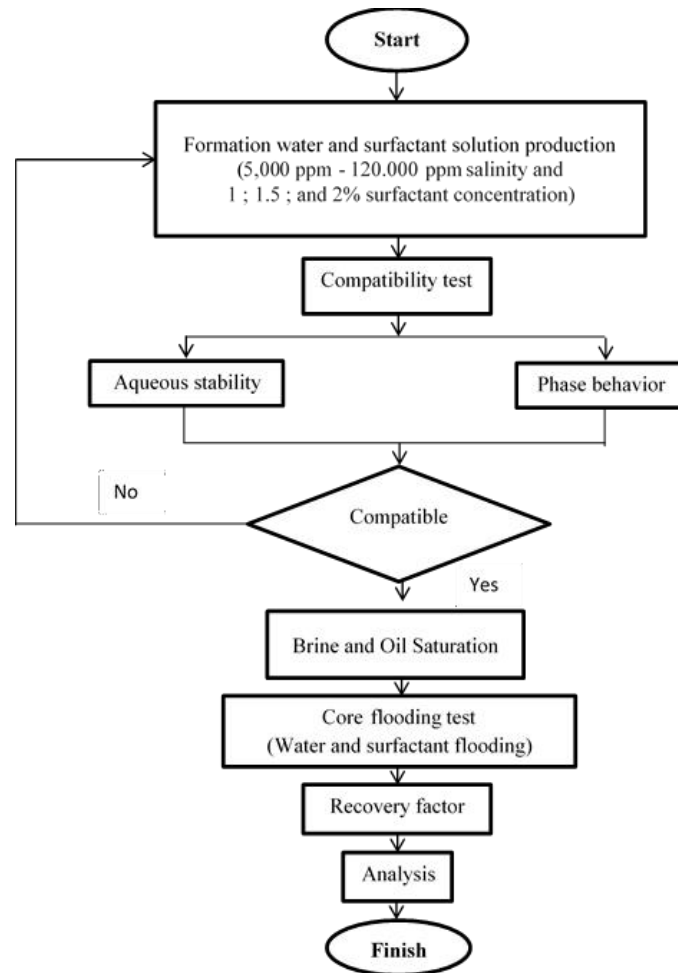 Start
Formation water and surfactant solution production
(5,000 ppm - 120.000 ppm salinity and
1 ; 1.5 ; and 2% surfactant concentration)
Compatibility test
Aqueous stability
Phase behavior
No
Compatible
Yes
Brine and Oil Saturation
Core flooding test
(Water and surfactant flooding)
Recovery factor
Analysis
Finish